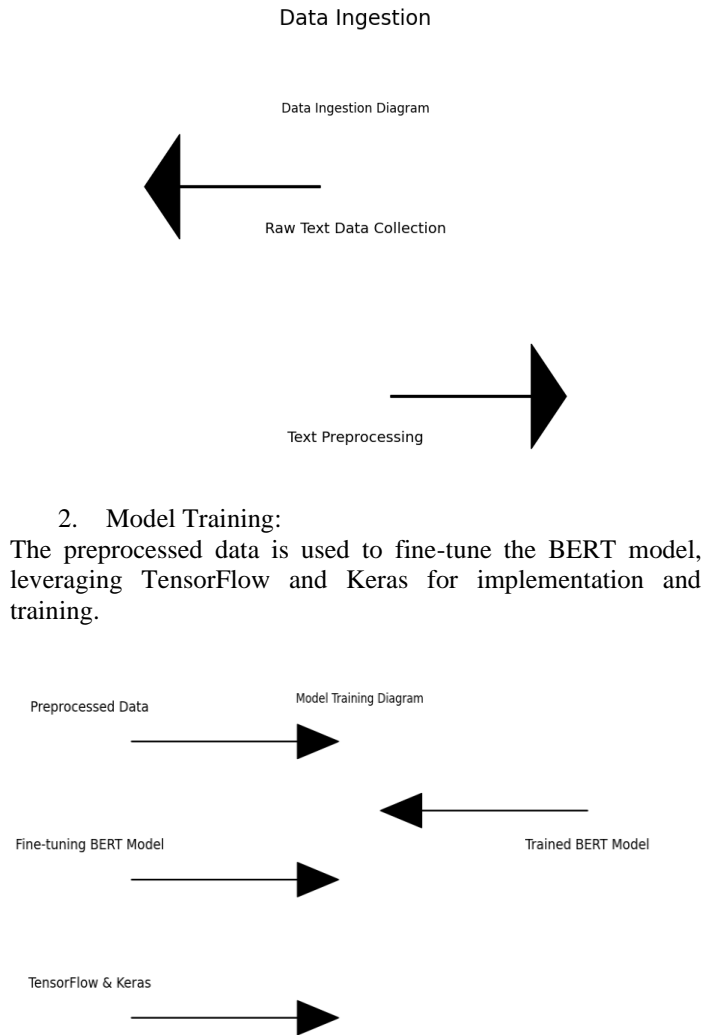 Data Ingestion
Data Ingestion Diagram
Raw Text Data Collection
Text Preprocessing
2. Model Training:
The preprocessed data is used to fine-tune the BERT model,
leveraging TensorFlow and Keras for implementation and
training.
Model Training Diagram
Preprocessed Data
Fine-tuning BERT Model
Trained BERT Model
TensorFlow & Keras